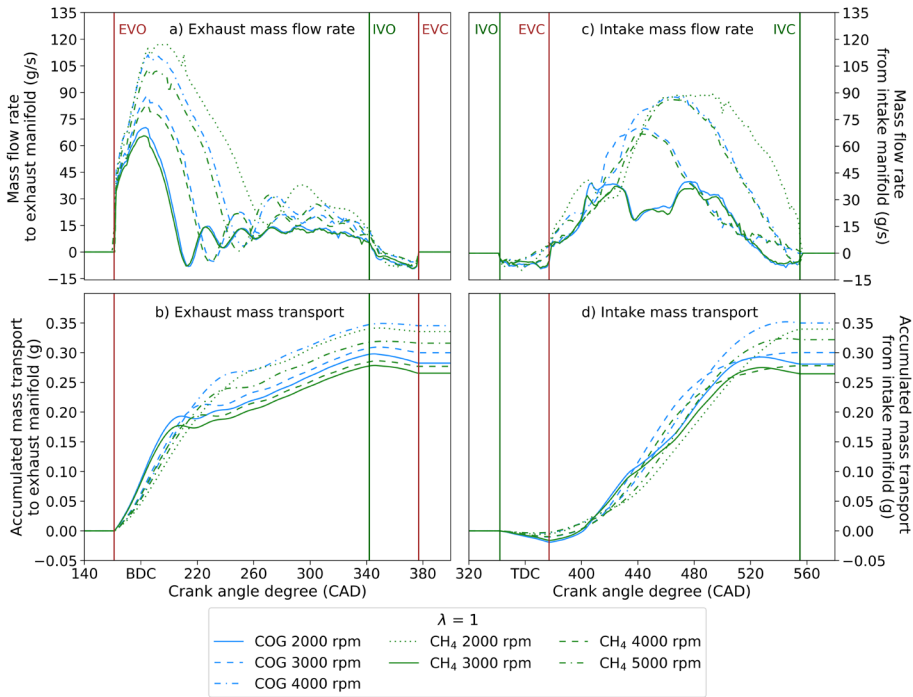 EVO
a) Exhaust mass flow rate
IVO
EVC
Mass flow rate
to exhaust manifold (g/s)
135
120
105
90
75
60
45
30
15
0
−15
IVO
EVC
c) Intake mass flow rate
IVC
135
120
105
90
75
60
45
30
15
0
−15
Mass flow rate
from intake manifold (g/s)
b) Exhaust mass transport
Accumulated mass transport
to exhaust manifold (g)
0.35
0.30
0.25
0.20
0.15
0.10
0.05
0.00
−0.05
140 BDC 220 260 300 340 380
Crank angle degree (CAD)
d) Intake mass transport
0.35
0.30
0.25
0.20
0.15
0.10
0.05
0.00
−0.05
Accumulated mass transport
from intake manifold (g)
320 TDC 400 440 480 520 560
Crank angle degree (CAD)
λ = 1
COG 2000 rpm
COG 3000 rpm
COG 4000 rpm
CH₄ 2000 rpm
CH₄ 3000 rpm
CH₄ 4000 rpm
CH₄ 5000 rpm